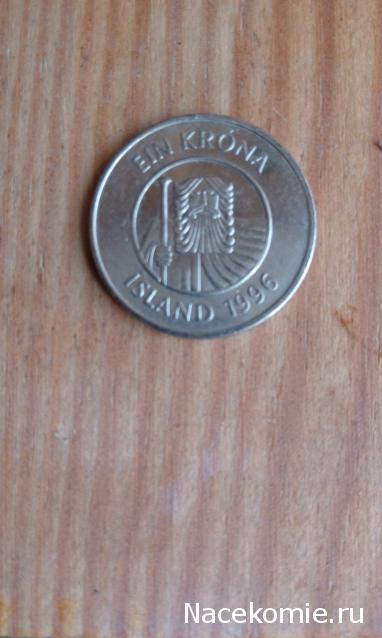 EIN KRÓNA
ISLAND 1996
Nacekomie.ru